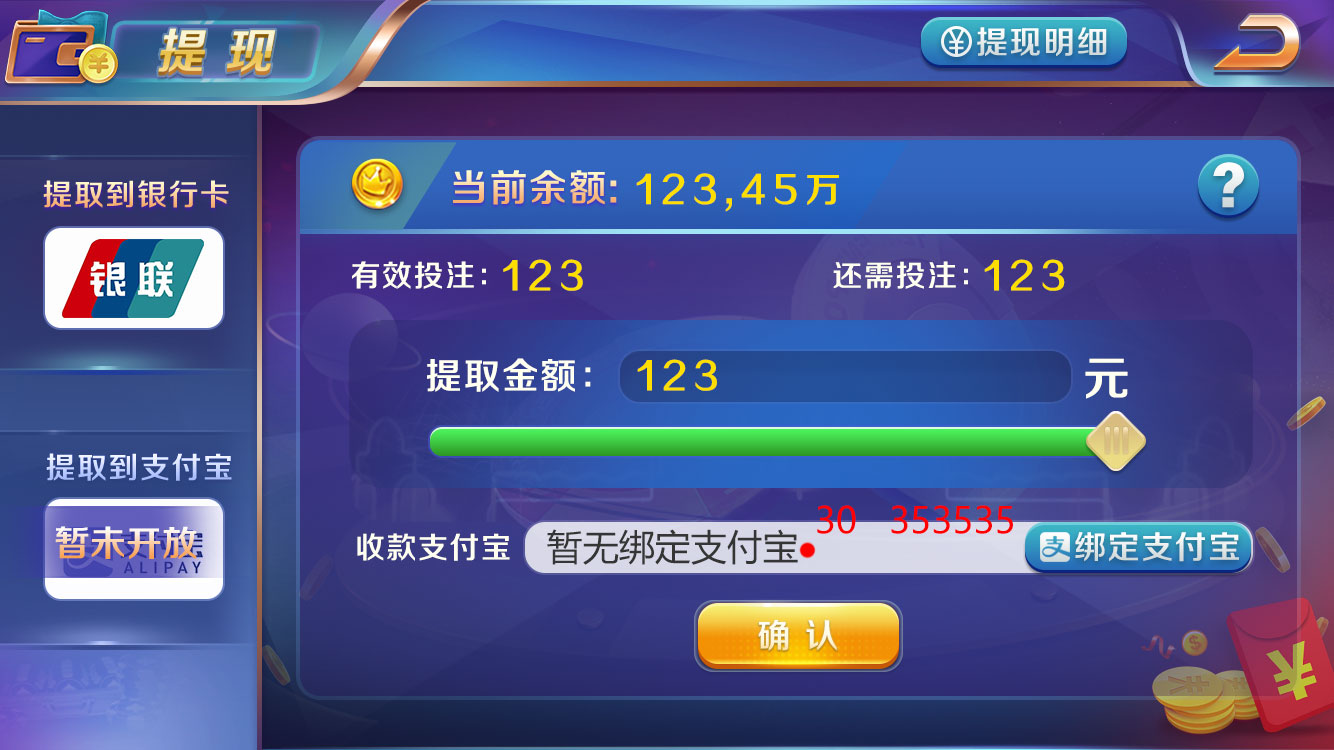 提现
¥提现明细
提取到银行卡
银联
提取到支付宝
暂未开放
ALIPAY
当前余额: 123,45万
?
有效投注: 123
还需投注: 123
提取金额: 123 元
30 353535
收款支付宝 暂无绑定支付宝 支绑定支付宝
确认
¥